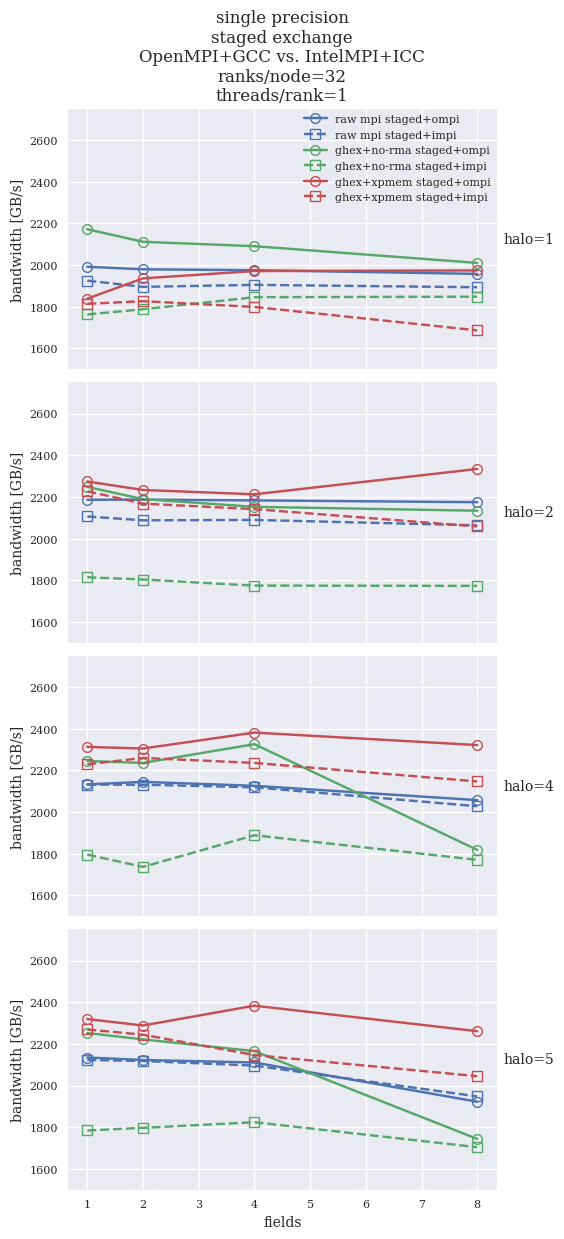 single precision
staged exchange
OpenMPI+GCC vs. IntelMPI+ICC
ranks/node=32
threads/rank=1
raw mpi staged+ompi
raw mpi staged+impi
ghex+no-rma staged+ompi
ghex+no-rma staged+impi
ghex+xpmem staged+ompi
ghex+xpmem staged+impi
2600
2400
2200
2000
1800
1600
bandwidth [GB/s]
halo=1
2600
2400
2200
2000
1800
1600
bandwidth [GB/s]
halo=2
2600
2400
2200
2000
1800
1600
bandwidth [GB/s]
halo=4
2600
2400
2200
2000
1800
1600
bandwidth [GB/s]
halo=5
1 2 3 4 5 6 7 8
fields